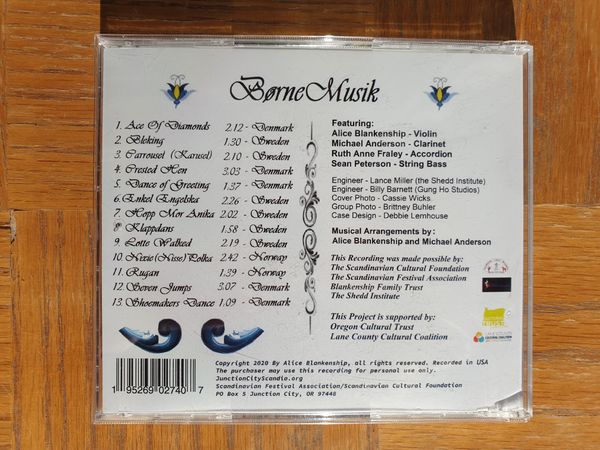 BørneMusik
1. Ace Of Diamonds 2.12 - Denmark
2. Bleking 1.30 - Sweden
3. Carrousel (Karusel) 2.10 - Sweden
4. Crested Hen 3.03 - Denmark
5. Dance of Greeting 1.37 - Denmark
6. Enkel Engelska 2.26 - Sweden
7. Hopp Mor Anika 2.02 - Sweden
8. Klappdans 1.58 - Sweden
9. Lotte Walked 2.19 - Sweden
10. Nixie (Nisse) Polka 2.42 - Norway
11. Rugan 1.39 - Norway
12. Seven Jumps 3.07 - Denmark
13. Shoemakers Dance 1.09 - Denmark
Featuring:
Alice Blankenship - Violin
Michael Anderson - Clarinet
Ruth Anne Fraley - Accordion
Sean Peterson - String Bass
Engineer - Lance Miller (the Shedd Institute)
Engineer - Billy Barnett (Gung Ho Studios)
Cover Photo - Cassie Wicks
Group Photo - Brittney Buhler
Case Design - Debbie Lemhouse
Musical Arrangements by:
Alice Blankenship and Michael Anderson
This Recording was made possible by:
The Scandinavian Cultural Foundation
The Scandinavian Festival Association
Blankenship Family Trust
The Shedd Institute
This Project is supported by:
Oregon Cultural Trust
Lane County Cultural Coalition
TRUST
LANE COUNTY
CULTURAL COALITION
1 95269 02740 7
Copyright 2020 By Alice Blankenship, all rights reserved. Recorded in USA
The purchaser may use this recording for personal use only.
JunctionCityScandia.org
Scandinavian Festival Association/Scandinavian Cultural Foundation
PO Box 5 Junction City, OR 97448